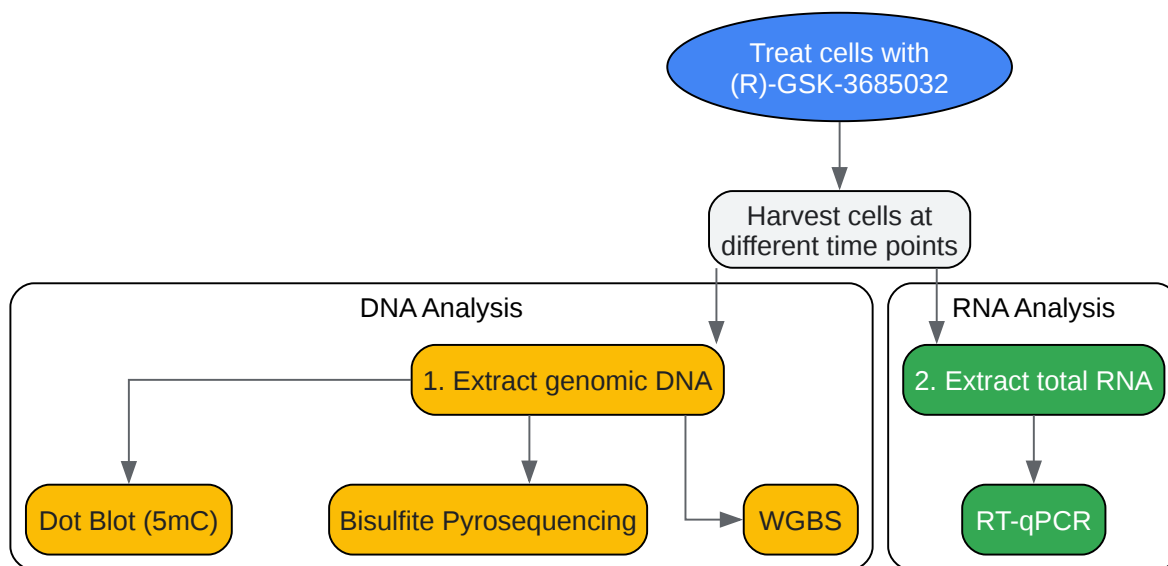 Treat cells with
(R)-GSK-3685032
Harvest cells at
different time points
DNA Analysis
RNA Analysis
1. Extract genomic DNA
2. Extract total RNA
Dot Blot (5mC)
Bisulfite Pyrosequencing
WGBS
RT-qPCR